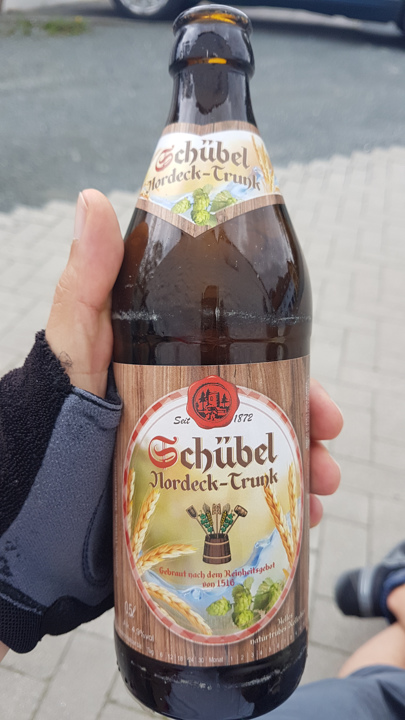 Schübel
Nordeck-Trunk
Seit 1872
Schübel
Nordeck-Trunk
Gebraut nach dem Reinheitsgebot
von 1516